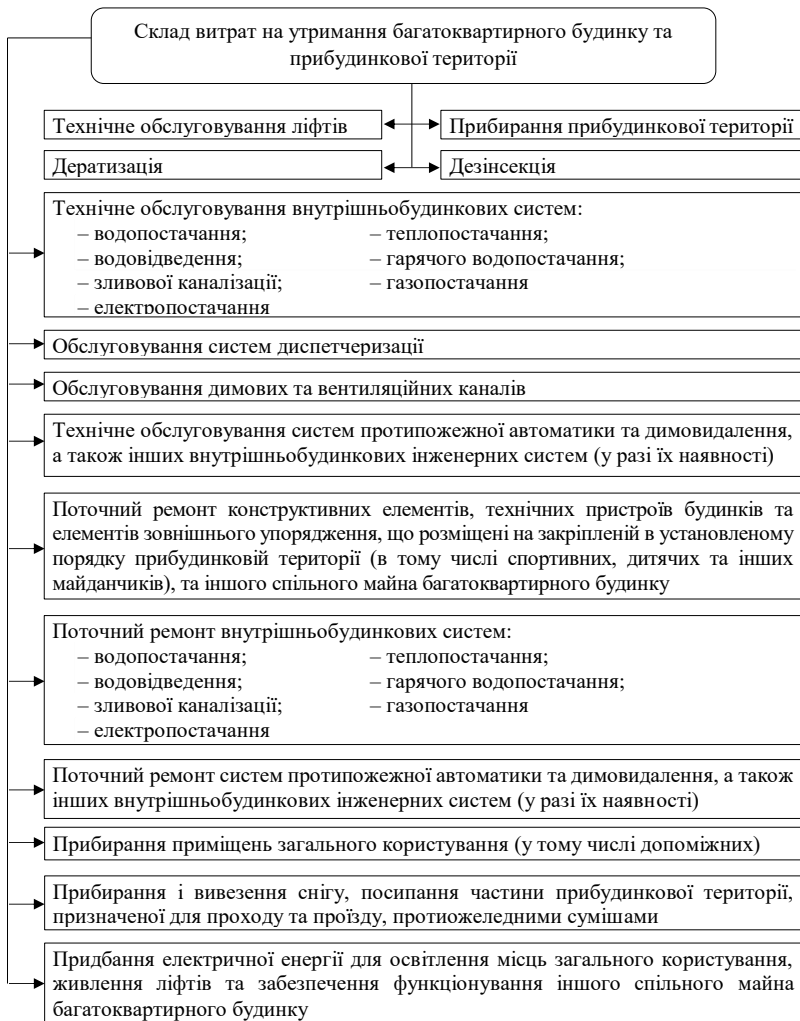 Склад витрат на утримання багатоквартирного будинку та
прибудинкової території
Технічне обслуговування ліфтів
Прибирання прибудинкової території
Дератизація
Дезінсекція
Технічне обслуговування внутрішньобудинкових систем:
– водопостачання; – теплопостачання;
– водовідведення; – гарячого водопостачання;
– зливової каналізації; – газопостачання
– електропостачання
Обслуговування систем диспетчеризації
Обслуговування димових та вентиляційних каналів
Технічне обслуговування систем протипожежної автоматики та димовидалення,
а також інших внутрішньобудинкових інженерних систем (у разі їх наявності)
Поточний ремонт конструктивних елементів, технічних пристроїв будинків та
елементів зовнішнього упорядження, що розміщені на закріпленій в установленому
порядку прибудинковій території (в тому числі спортивних, дитячих та інших
майданчиків), та іншого спільного майна багатоквартирного будинку
Поточний ремонт внутрішньобудинкових систем:
– водопостачання; – теплопостачання;
– водовідведення; – гарячого водопостачання;
– зливової каналізації; – газопостачання
– електропостачання
Поточний ремонт систем протипожежної автоматики та димовидалення, а також
інших внутрішньобудинкових інженерних систем (у разі їх наявності)
Прибирання приміщень загального користування (у тому числі допоміжних)
Прибирання і вивезення снігу, посипання частини прибудинкової території,
призначеної для проходу та проїзду, протиожеледними сумішами
Придбання електричної енергії для освітлення місць загального користування,
живлення ліфтів та забезпечення функціонування іншого спільного майна
багатоквартирного будинку